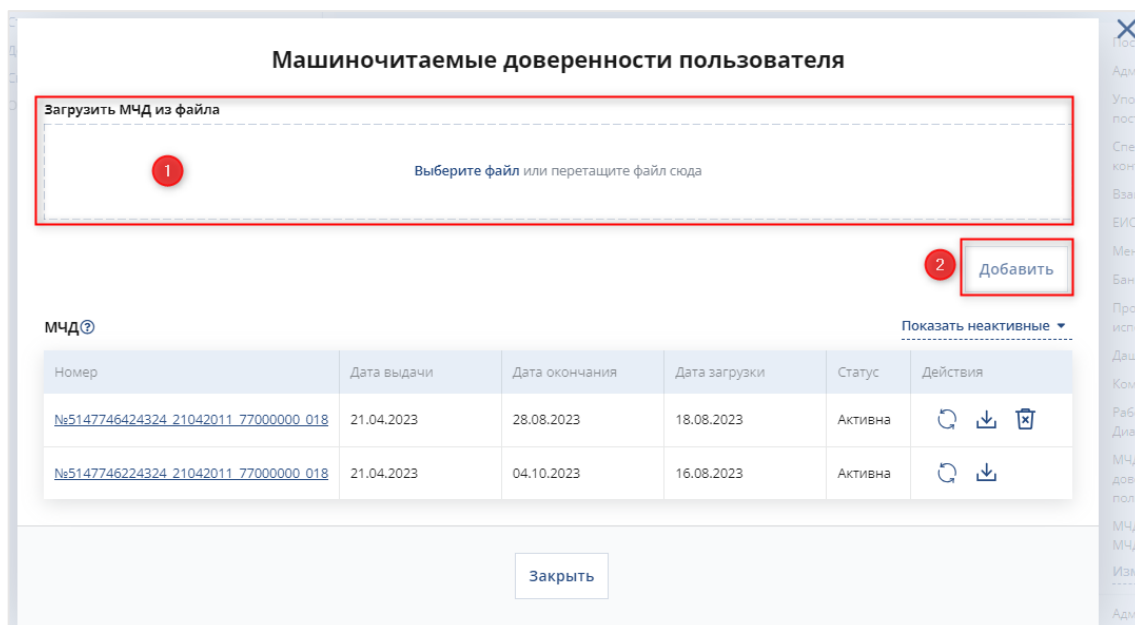 Машиночитаемые доверенности пользователя
Загрузить МЧД из файла
1
Выберите файл или перетащите файл сюда
2
Добавить
МЧД
Показать неактивные
Номер Дата выдачи Дата окончания Дата загрузки Статус Действия
№5147746424324_21042011_77000000_018 21.04.2023 28.08.2023 18.08.2023 Активна
№5147746224324_21042011_77000000_018 21.04.2023 04.10.2023 16.08.2023 Активна
Закрыть